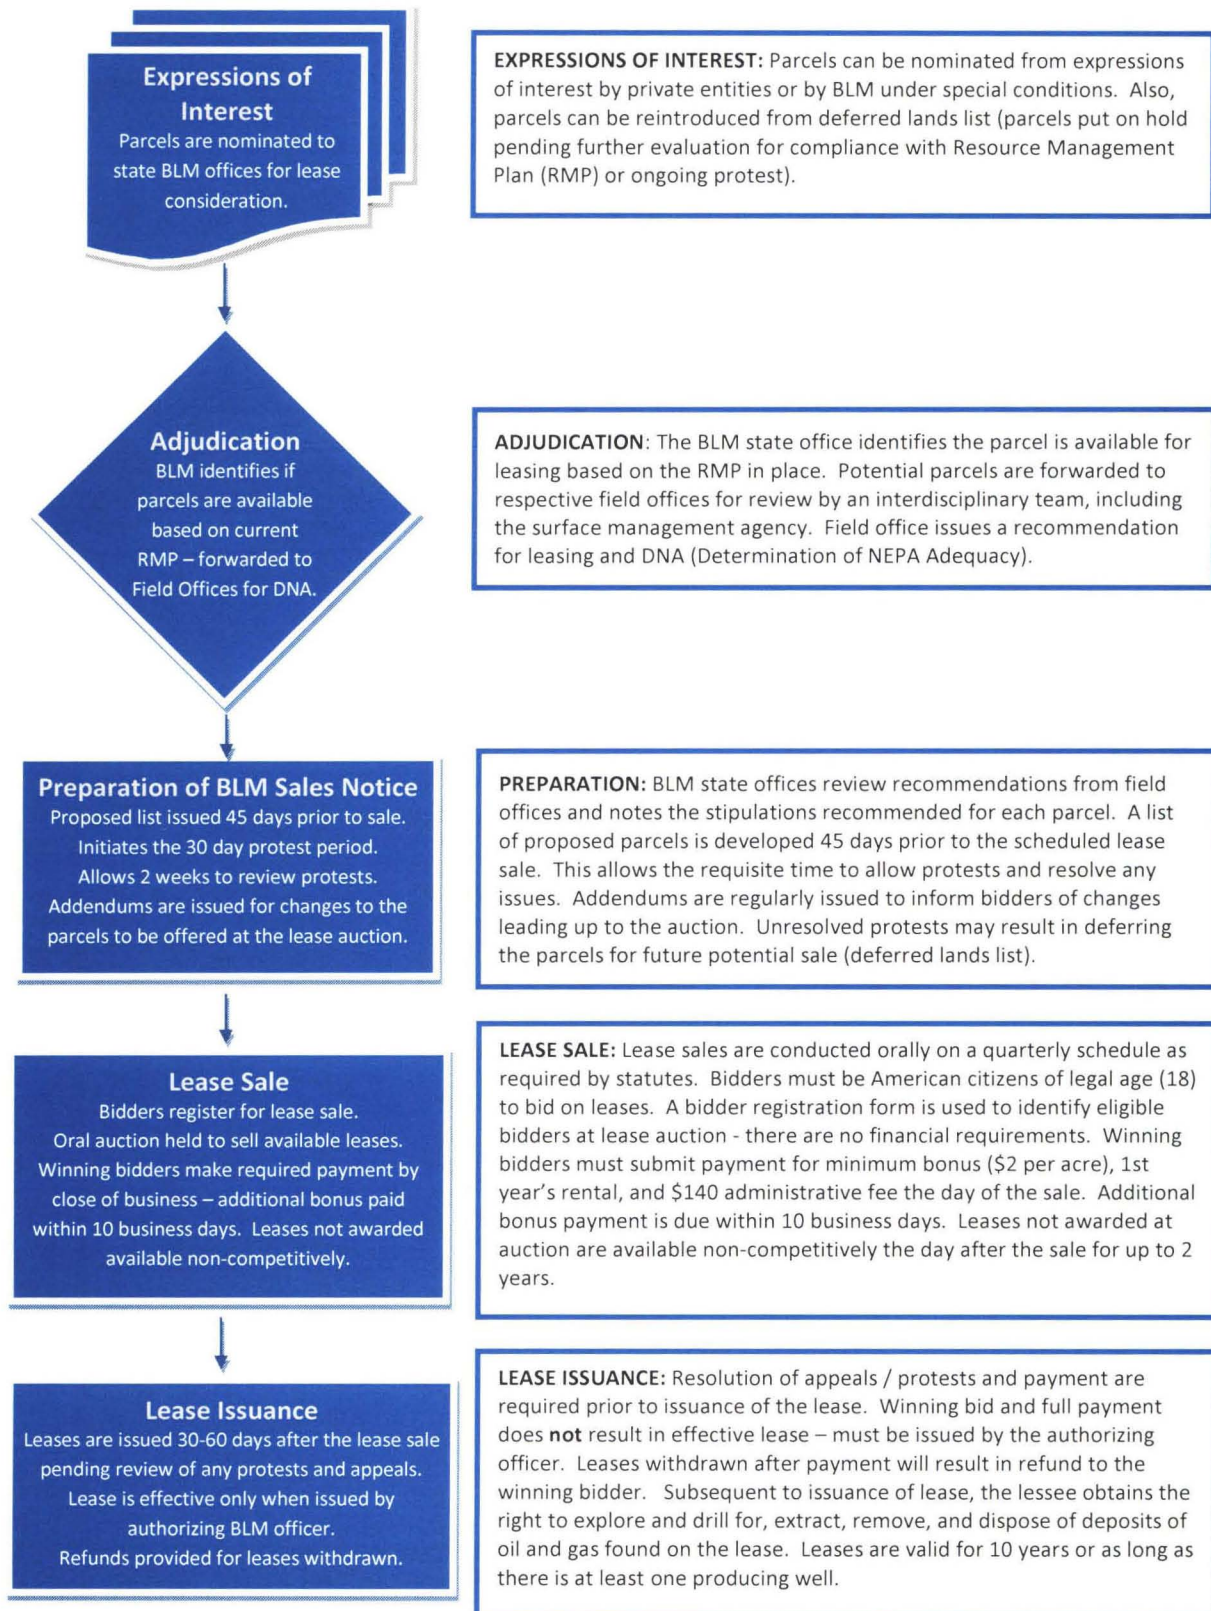 Expressions of
Interest
Parcels are nominated to
state BLM offices for lease
consideration.
EXPRESSIONS OF INTEREST: Parcels can be nominated from expressions
of interest by private entities or by BLM under special conditions. Also,
parcels can be reintroduced from deferred lands list (parcels put on hold
pending further evaluation for compliance with Resource Management
Plan (RMP) or ongoing protest).
Adjudication
BLM identifies if
parcels are available
based on current
RMP – forwarded to
Field Offices for DNA.
ADJUDICATION: The BLM state office identifies the parcel is available for
leasing based on the RMP in place. Potential parcels are forwarded to
respective field offices for review by an interdisciplinary team, including
the surface management agency. Field office issues a recommendation
for leasing and DNA (Determination of NEPA Adequacy).
Preparation of BLM Sales Notice
Proposed list issued 45 days prior to sale.
Initiates the 30 day protest period.
Allows 2 weeks to review protests.
Addendums are issued for changes to the
parcels to be offered at the lease auction.
PREPARATION: BLM state offices review recommendations from field
offices and notes the stipulations recommended for each parcel. A list
of proposed parcels is developed 45 days prior to the scheduled lease
sale. This allows the requisite time to allow protests and resolve any
issues. Addendums are regularly issued to inform bidders of changes
leading up to the auction. Unresolved protests may result in deferring
the parcels for future potential sale (deferred lands list).
Lease Sale
Bidders register for lease sale.
Oral auction held to sell available leases.
Winning bidders make required payment by
close of business – additional bonus paid
within 10 business days. Leases not awarded
available non-competitively.
LEASE SALE: Lease sales are conducted orally on a quarterly schedule as
required by statutes. Bidders must be American citizens of legal age (18)
to bid on leases. A bidder registration form is used to identify eligible
bidders at lease auction - there are no financial requirements. Winning
bidders must submit payment for minimum bonus ($2 per acre), 1st
year's rental, and $140 administrative fee the day of the sale. Additional
bonus payment is due within 10 business days. Leases not awarded at
auction are available non-competitively the day after the sale for up to 2
years.
Lease Issuance
Leases are issued 30-60 days after the lease sale
pending review of any protests and appeals.
Lease is effective only when issued by
authorizing BLM officer.
Refunds provided for leases withdrawn.
LEASE ISSUANCE: Resolution of appeals / protests and payment are
required prior to issuance of the lease. Winning bid and full payment
does not result in effective lease – must be issued by the authorizing
officer. Leases withdrawn after payment will result in refund to the
winning bidder. Subsequent to issuance of lease, the lessee obtains the
right to explore and drill for, extract, remove, and dispose of deposits of
oil and gas found on the lease. Leases are valid for 10 years or as long as
there is at least one producing well.